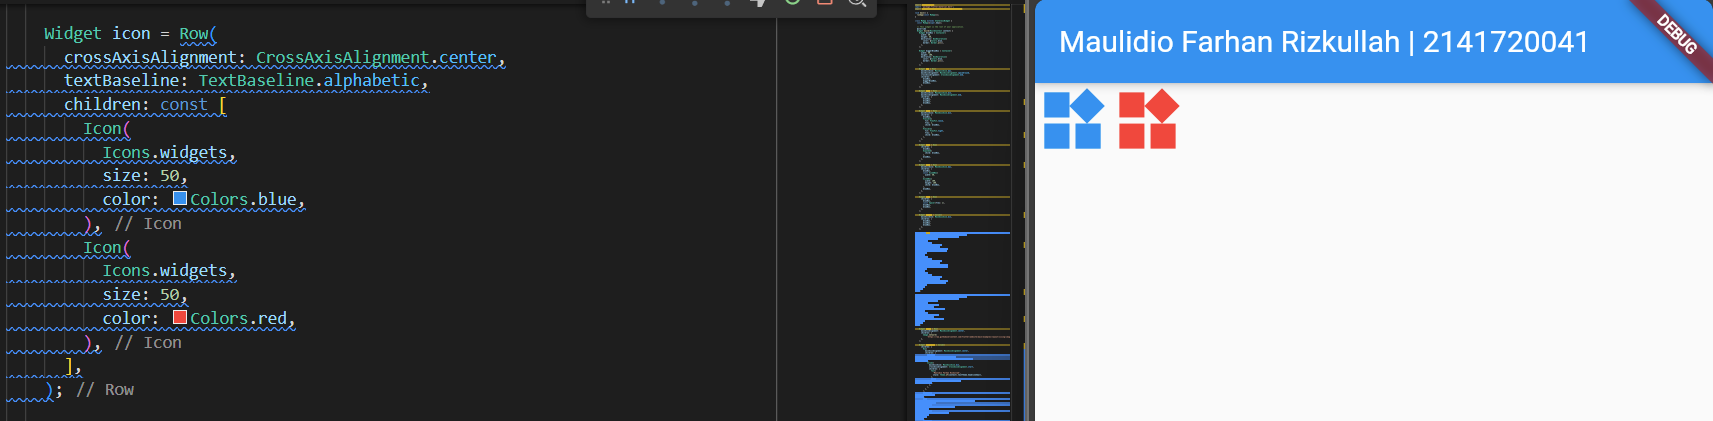 Widget icon = Row(
crossAxisAlignment: CrossAxisAlignment.center,
textBaseline: TextBaseline.alphabetic,
children: const [
Icon(
Icons.widgets,
size: 50,
color: Colors.blue,
), // Icon
Icon(
Icons.widgets,
size: 50,
color: Colors.red,
), // Icon
],
); // Row
Maulidio Farhan Rizkullah | 2141720041
DEBUG